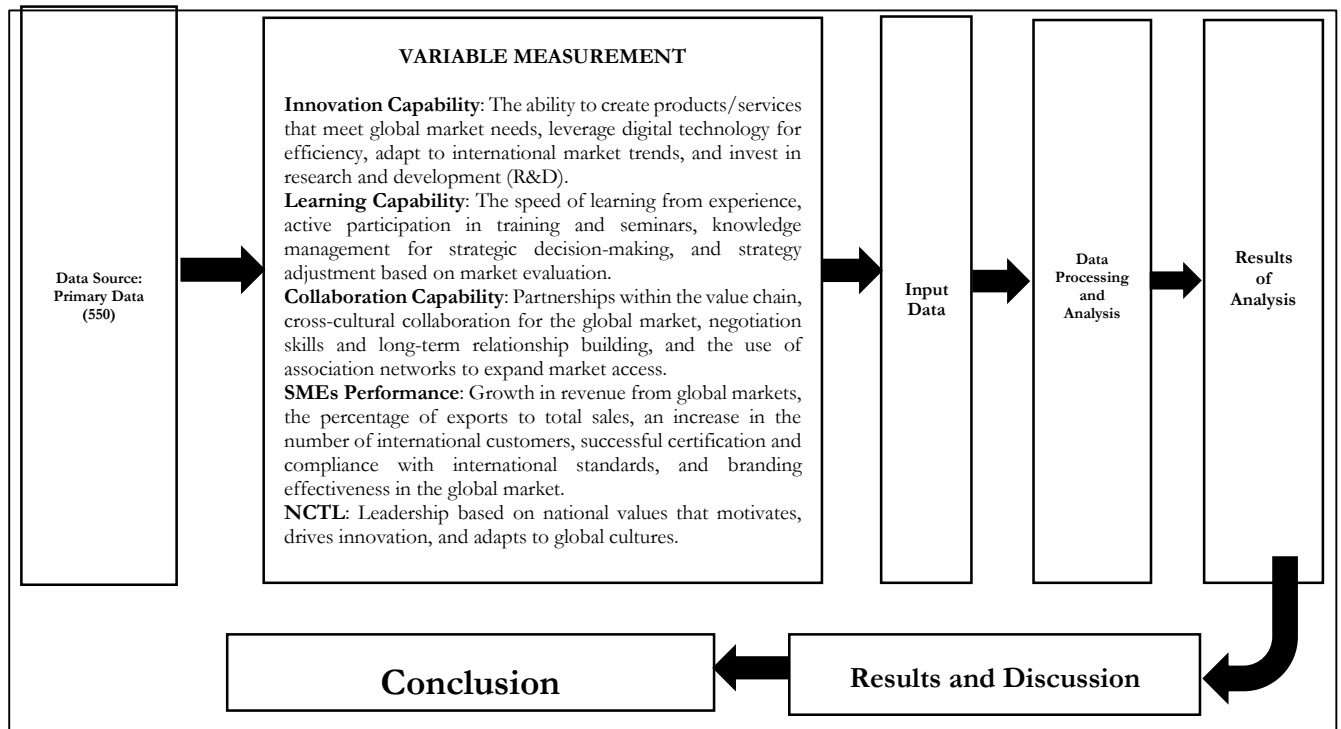 Data Source:
Primary Data
(550)
VARIABLE MEASUREMENT
Innovation Capability: The ability to create products/services
that meet global market needs, leverage digital technology for
efficiency, adapt to international market trends, and invest in
research and development (R&D).
Learning Capability: The speed of learning from experience,
active participation in training and seminars, knowledge
management for strategic decision-making, and strategy
adjustment based on market evaluation.
Collaboration Capability: Partnerships within the value chain,
cross-cultural collaboration for the global market, negotiation
skills and long-term relationship building, and the use of
association networks to expand market access.
SMEs Performance: Growth in revenue from global markets,
the percentage of exports to total sales, an increase in the
number of international customers, successful certification and
compliance with international standards, and branding
effectiveness in the global market.
NCTL: Leadership based on national values that motivates,
drives innovation, and adapts to global cultures.
Input
Data
Data
Processing
and
Analysis
Results
of
Analysis
Results and Discussion
Conclusion